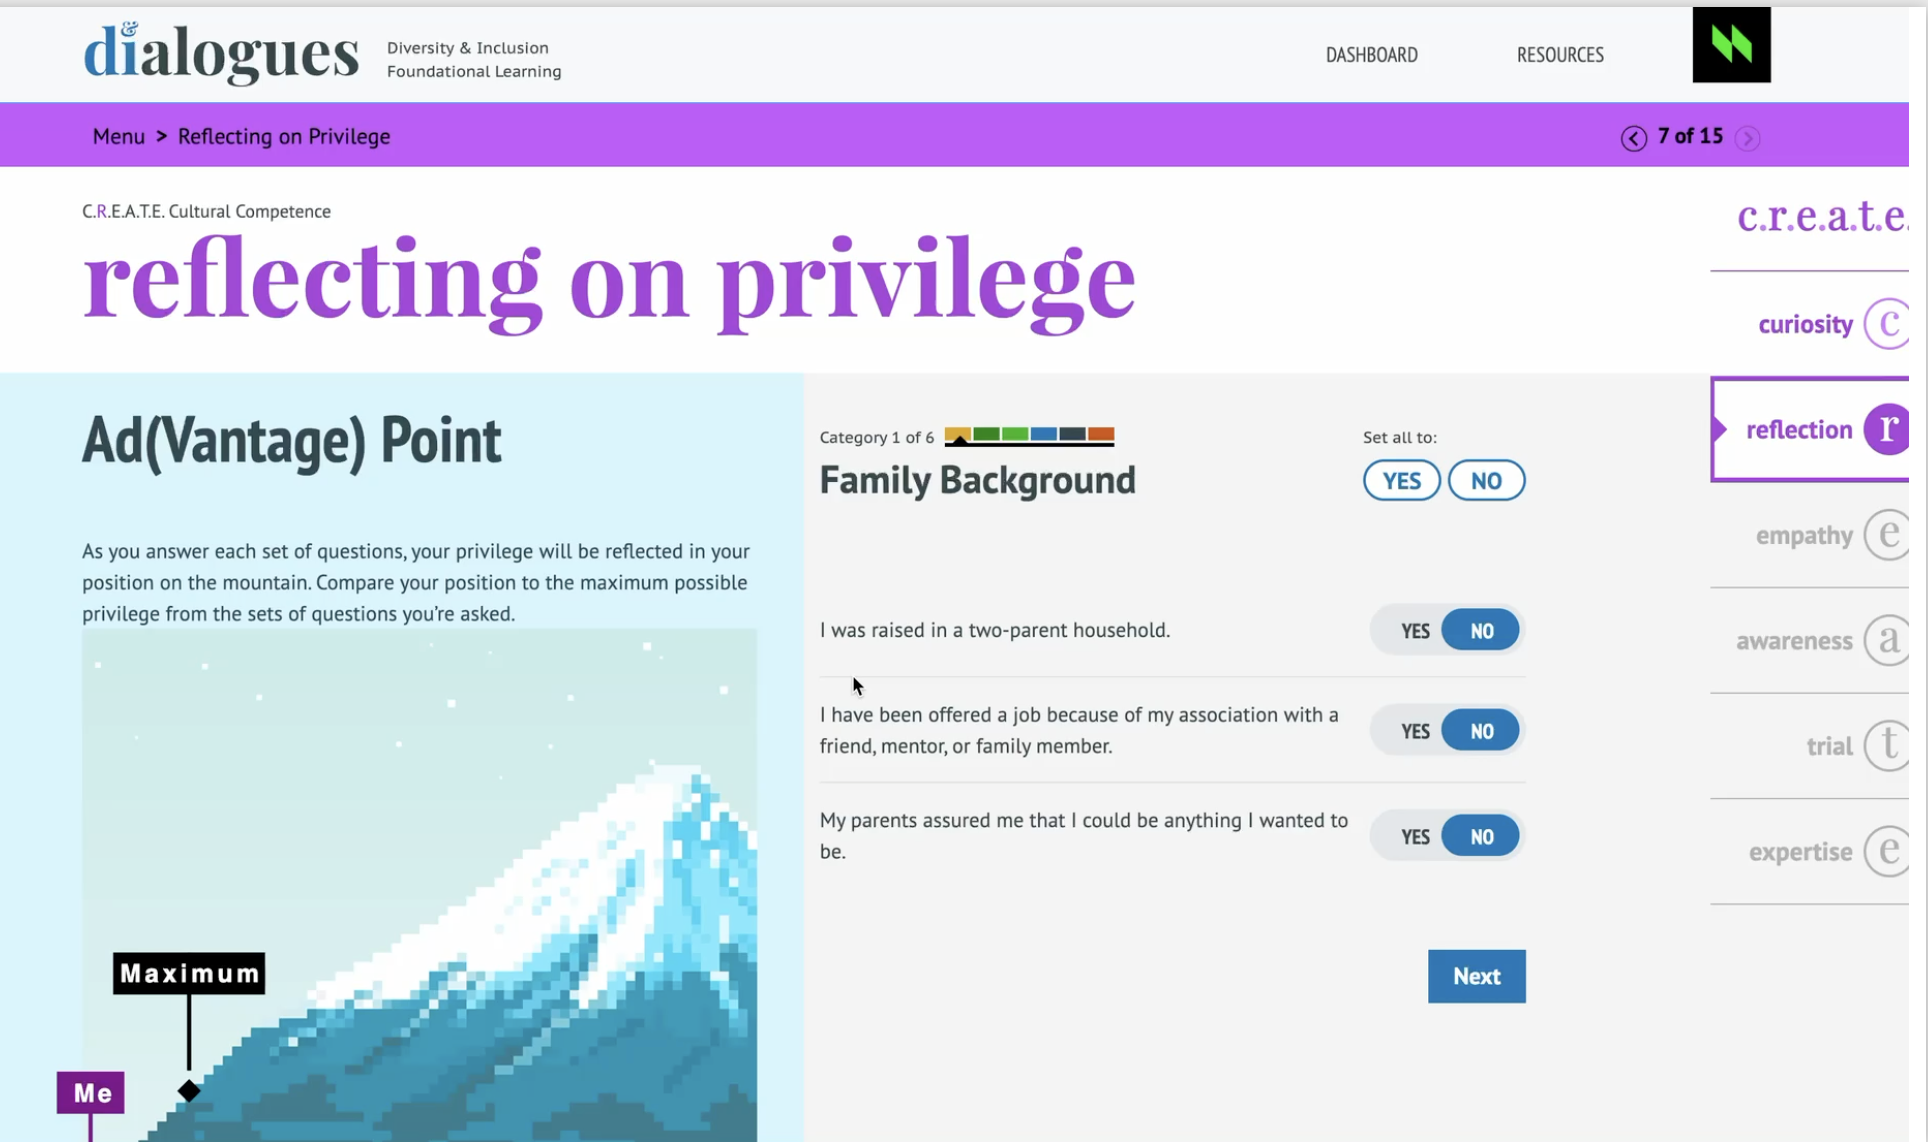 di&alogues
Diversity & Inclusion
Foundational Learning
DASHBOARD
RESOURCES
Menu > Reflecting on Privilege
7 of 15
C.R.E.A.T.E. Cultural Competence
reflecting on privilege
c.r.e.a.t.e.
curiosity c
reflection r
empathy e
awareness a
trial t
expertise e
Ad(Vantage) Point
As you answer each set of questions, your privilege will be reflected in your
position on the mountain. Compare your position to the maximum possible
privilege from the sets of questions you're asked.
Maximum
Me
Category 1 of 6
Family Background
Set all to:
YES NO
I was raised in a two-parent household.
YES NO
I have been offered a job because of my association with a
friend, mentor, or family member.
YES NO
My parents assured me that I could be anything I wanted to
be.
YES NO
Next